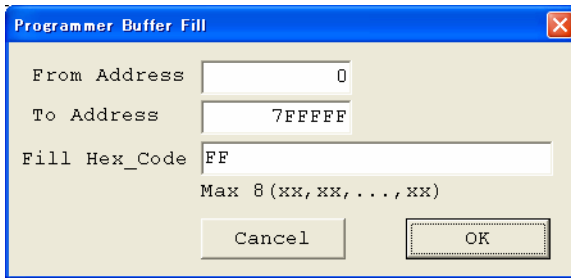 Programmer Buffer Fill
From Address 0
To Address 7FFFFF
Fill Hex_Code FF
Max 8(xx,xx,...,xx)
Cancel OK